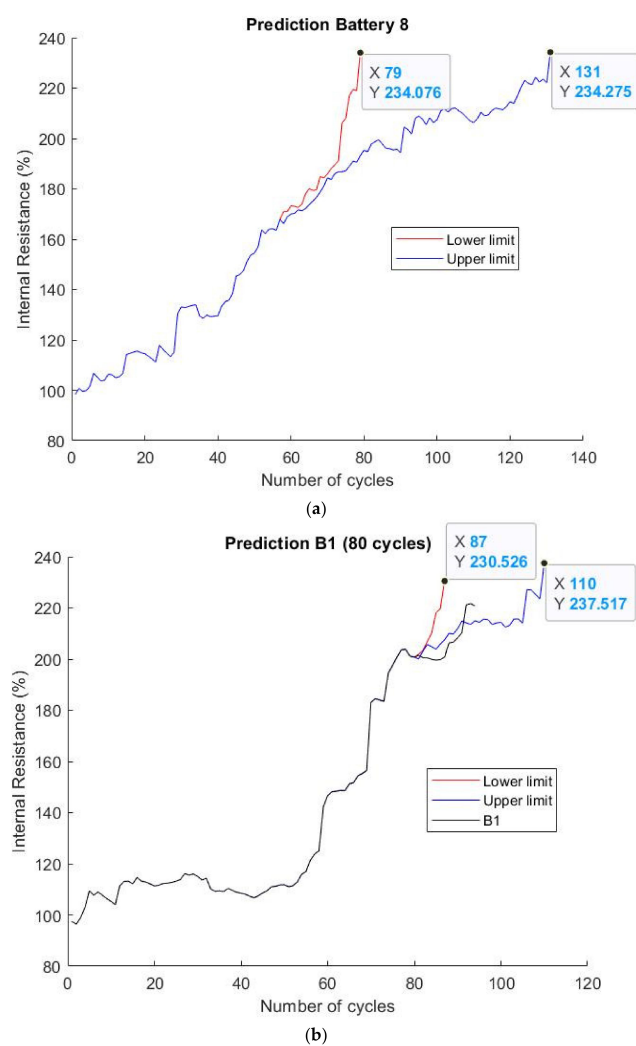 Prediction Battery 8
240
220
200
180
160
140
120
100
80
Internal Resistance (%)
X 79
Y 234.076
X 131
Y 234.275
Lower limit
Upper limit
0 20 40 60 80 100 120 140
Number of cycles
(a)
Prediction B1 (80 cycles)
240
220
200
180
160
140
120
100
80
Internal Resistance (%)
X 87
Y 230.526
X 110
Y 237.517
Lower limit
Upper limit
B1
0 20 40 60 80 100 120
Number of cycles
(b)